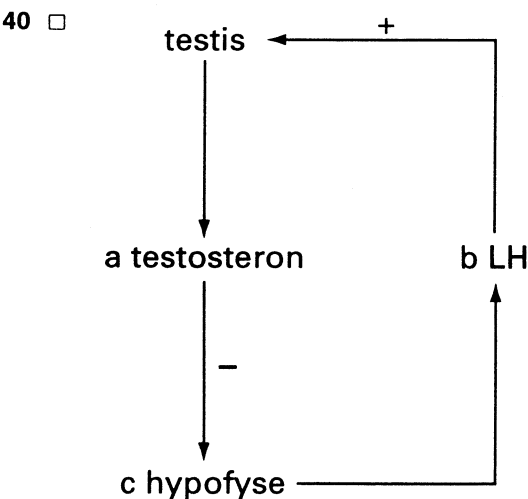 40 □
testis
+
a testosteron
b LH
−
c hypofyse